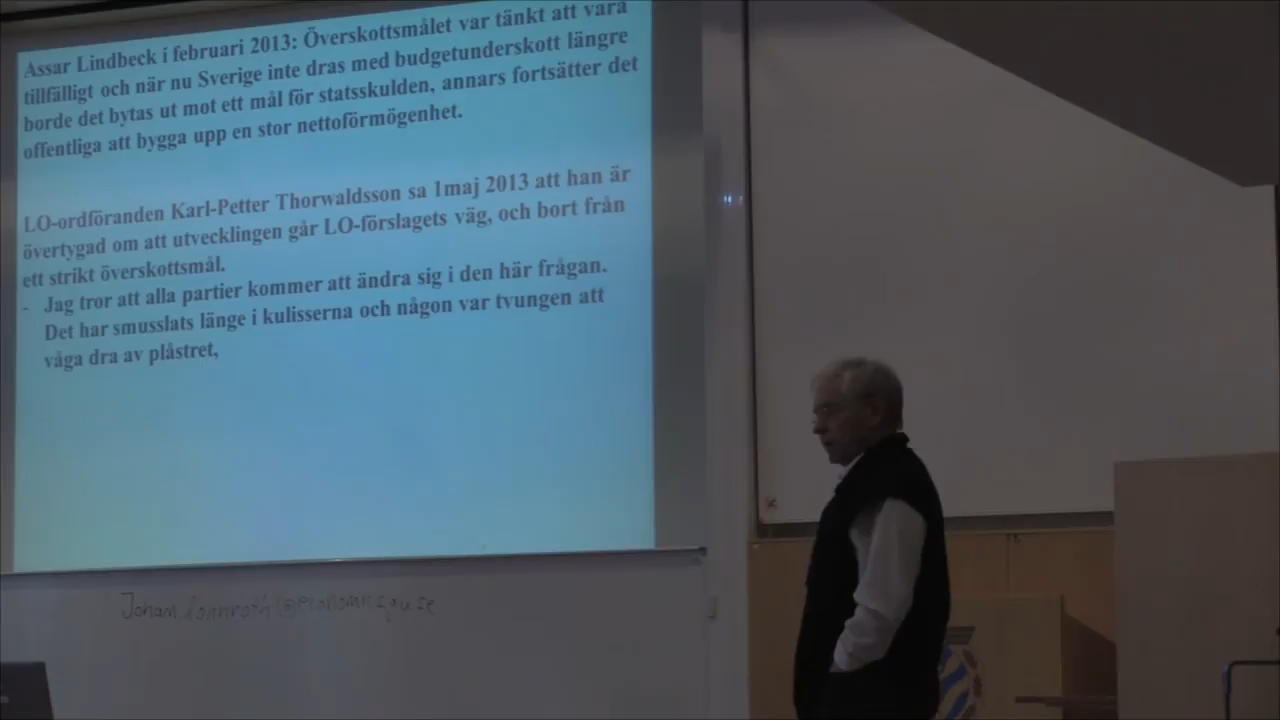 Assar Lindbeck i februari 2013: Överskottsmålet var tänkt att vara
tillfälligt och när nu Sverige inte dras med budgetunderskott längre
borde det bytas ut mot ett mål för statsskulden, annars fortsätter det
offentliga att bygga upp en stor nettoförmögenhet.
LO-ordföranden Karl-Petter Thorwaldsson sa 1maj 2013 att han är
övertygad om att utvecklingen går LO-förslagets väg, och bort från
ett strikt överskottsmål.
- Jag tror att alla partier kommer att ändra sig i den här frågan.
Det har smusslats länge i kulisserna och någon var tvungen att
våga dra av plåstret,
Johan